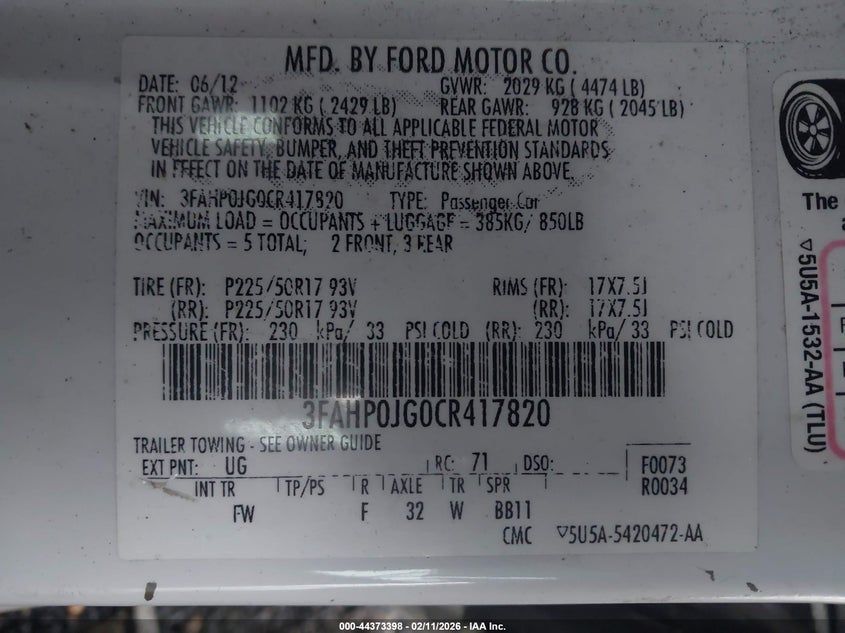 MFD. BY FORD MOTOR CO.
DATE: 06/12 GVWR: 2029 KG ( 4474 LB)
FRONT GAWR: 1102 KG ( 2429 LB) REAR GAWR: 928 KG ( 2045 LB)
THIS VEHICLE CONFORMS TO ALL APPLICABLE FEDERAL MOTOR
VEHICLE SAFETY, BUMPER, AND THEFT PREVENTION STANDARDS
IN EFFECT ON THE DATE OF MANUFACTURE SHOWN ABOVE.
VIN: 3FAHP0JG0CR417820 TYPE: Passenger Car
MAXIMUM LOAD = OCCUPANTS + LUGGAGE = 385KG/ 850LB
OCCUPANTS = 5 TOTAL; 2 FRONT, 3 REAR
TIRE (FR): P225/50R17 93V RIMS (FR): 17X7.5J
(RR): P225/50R17 93V (RR): 17X7.5J
PRESSURE (FR): 230 kPa/ 33 PSI COLD (RR): 230 kPa/ 33 PSI COLD
3FAHP0JG0CR417820
TRAILER TOWING - SEE OWNER GUIDE
EXT PNT: UG RC: 71 DSO: F0073
INT TR TP/PS R AXLE TR SPR R0034
FW F 32 W BB11
CMC ▽5U5A-5420472-AA
The
▽5U5A-1532-AA (TLU)
000-44373398 - 02/11/2026 - IAA Inc.